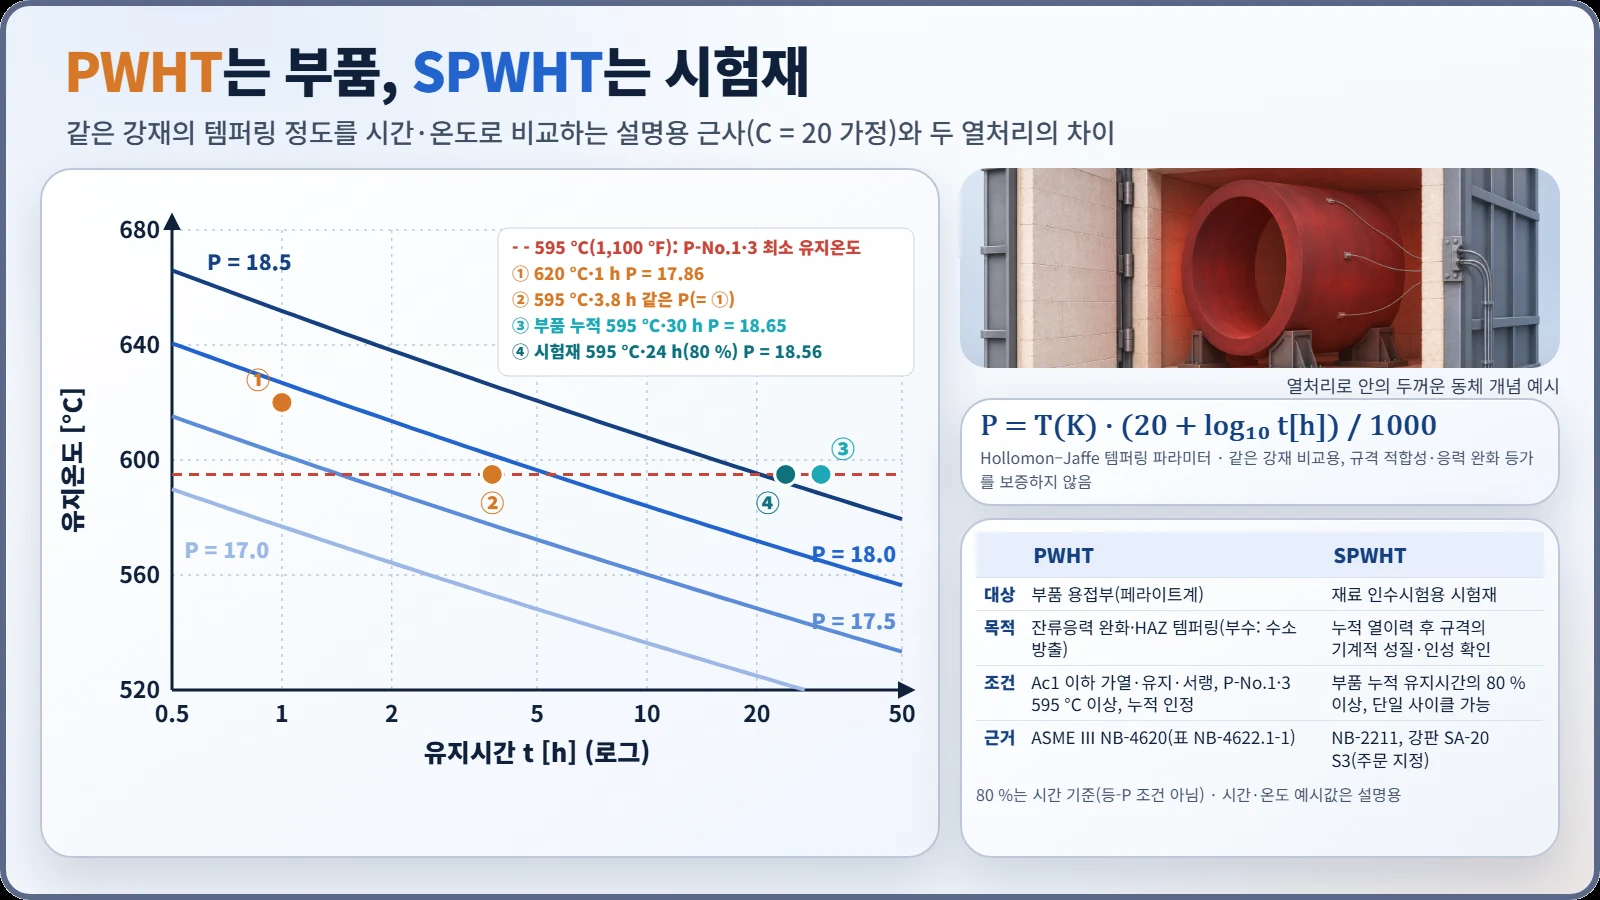 PWHT는 부품, SPWHT는 시험재
같은 강재의 템퍼링 정도를 시간·온도로 비교하는 설명용 근사(C = 20 가정)와 두 열처리의 차이
680
640
600
560
520
0.5
1
2
5
10
20
50
유지온도 [°C]
유지시간 t [h] (로그)
P = 18.5
P = 17.0
P = 18.0
P = 17.5
①
②
③
④
- - 595 °C(1,100 °F): P-No.1·3 최소 유지온도
① 620 °C·1 h P = 17.86
② 595 °C·3.8 h 같은 P(= ①)
③ 부품 누적 595 °C·30 h P = 18.65
④ 시험재 595 °C·24 h(80 %) P = 18.56
열처리로 안의 두꺼운 동체 개념 예시
P = T(K) · (20 + log₁₀ t[h]) / 1000
Hollomon–Jaffe 템퍼링 파라미터 · 같은 강재 비교용, 규격 적합성·응력 완화 등가
를 보증하지 않음
PWHT SPWHT
대상 부품 용접부(페라이트계) 재료 인수시험용 시험재
목적 잔류응력 완화·HAZ 템퍼링(부수: 수소 누적 열이력 후 규격의
방출) 기계적 성질·인성 확인
조건 Ac1 이하 가열·유지·서랭, P-No.1·3 부품 누적 유지시간의 80 %
595 °C 이상, 누적 인정 이상, 단일 사이클 가능
근거 ASME III NB-4620(표 NB-4622.1-1) NB-2211, 강판 SA-20
S3(주문 지정)
80 %는 시간 기준(등-P 조건 아님) · 시간·온도 예시값은 설명용